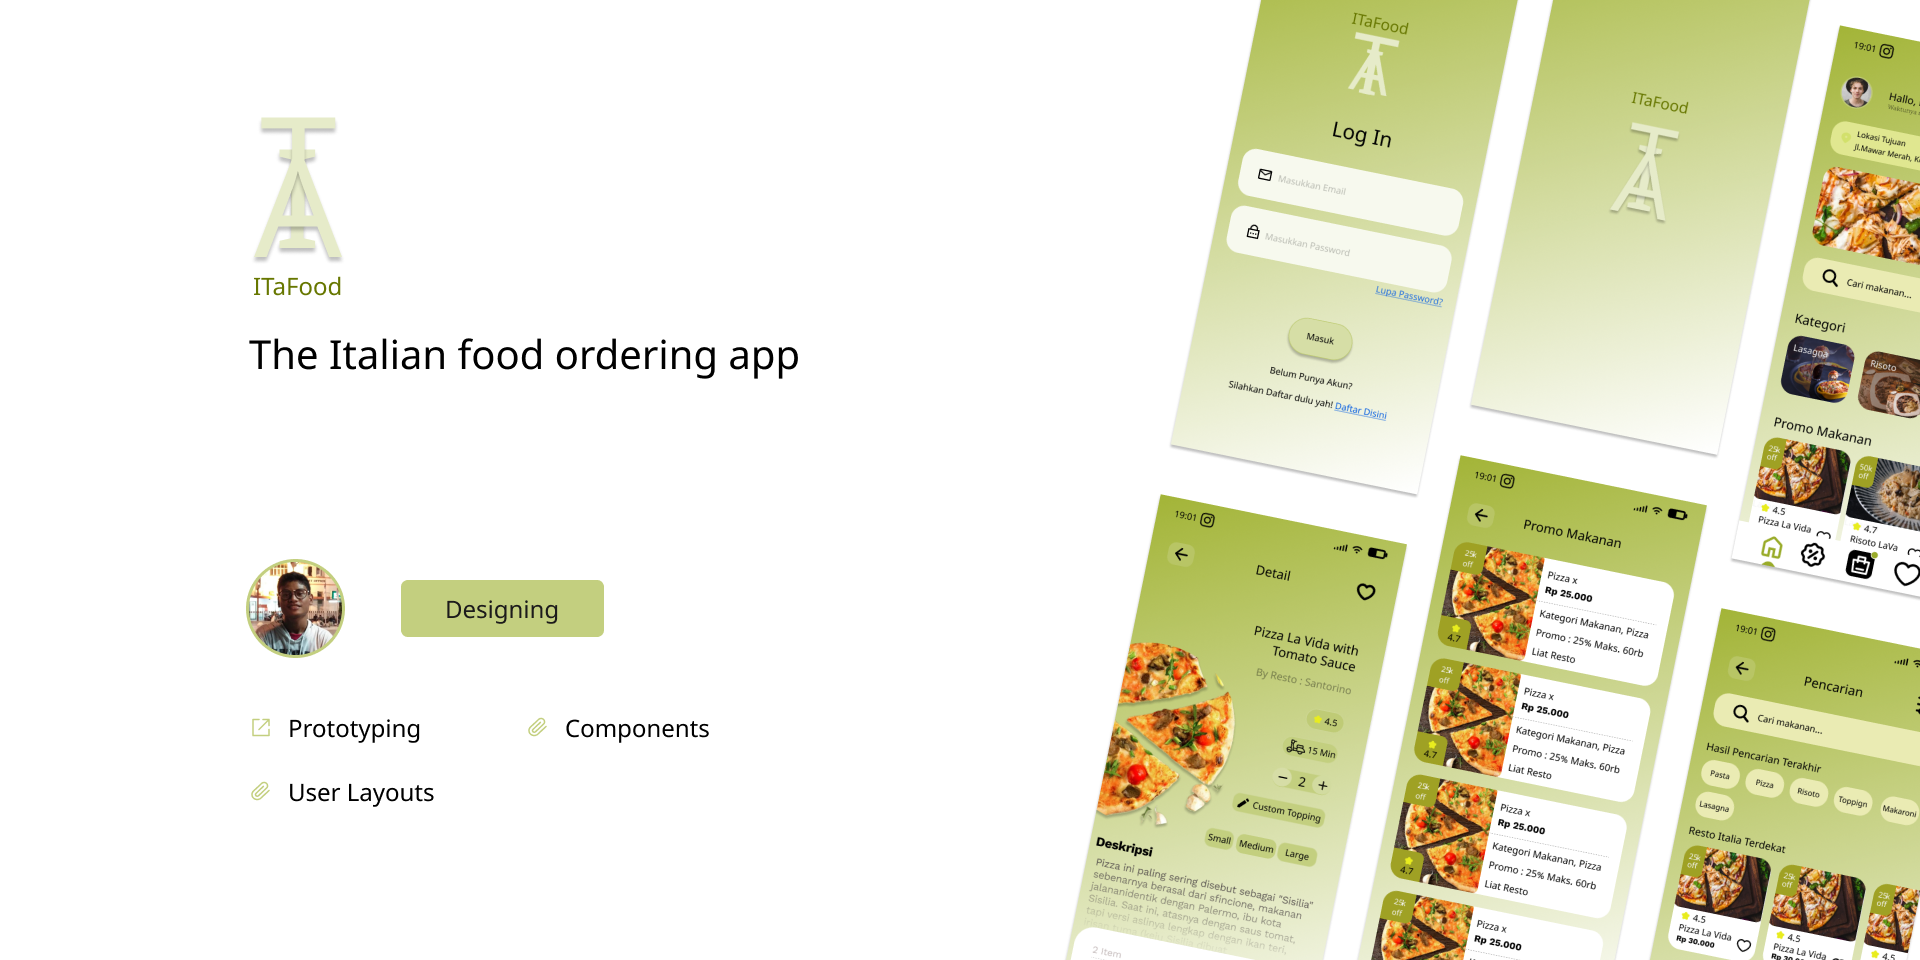 ITaFood
The Italian food ordering app
Designing
Prototyping
Components
User Layouts
ITaFood
Log In
Masukkan Email
Masukkan Password
Lupa Password?
Masuk
Belum Punya Akun?
Silahkan Daftar dulu yah! Daftar Disini
ITaFood
19:01
Hallo,
Lokasi Tujuan
Jl.Mawar Merah,
Cari makanan...
Kategori
Lasagna
Risoto
Promo Makanan
25k
off
4.5
Pizza La Vida
50k
off
4.7
Risoto LaVa
19:01
Detail
Pizza La Vida with
Tomato Sauce
By Resto : Santorino
4.5
15 Min
2
Custom Topping
Small
Medium
Large
Deskripsi
Pizza ini paling sering disebut sebagai "Sisilia"
sebenarnya berasal dari sfincione, makanan
jalananidentik dengan Palermo, ibu kota
Sisilia. Saat ini, atasnya dengan saus tomat,
tapi versi aslinya lengkap dengan ikan teri,
2 Item
19:01
Promo Makanan
25k
off
4.7
Pizza x
Rp 25.000
Kategori Makanan, Pizza
Promo : 25% Maks. 60rb
Liat Resto
25k
off
4.7
Pizza x
Rp 25.000
Kategori Makanan, Pizza
Promo : 25% Maks. 60rb
Liat Resto
25k
off
4.7
Pizza x
Rp 25.000
Kategori Makanan, Pizza
Promo : 25% Maks. 60rb
Liat Resto
25k
off
Pizza x
Rp 25.000
19:01
Pencarian
Cari makanan...
Hasil Pencarian Terakhir
Pasta
Pizza
Risoto
Toppign
Makaroni
Lasagna
Resto Italia Terdekat
25k
off
4.5
Pizza La Vida
Rp 30.000
25k
off
4.5
Pizza La Vida
25k
off
4.5